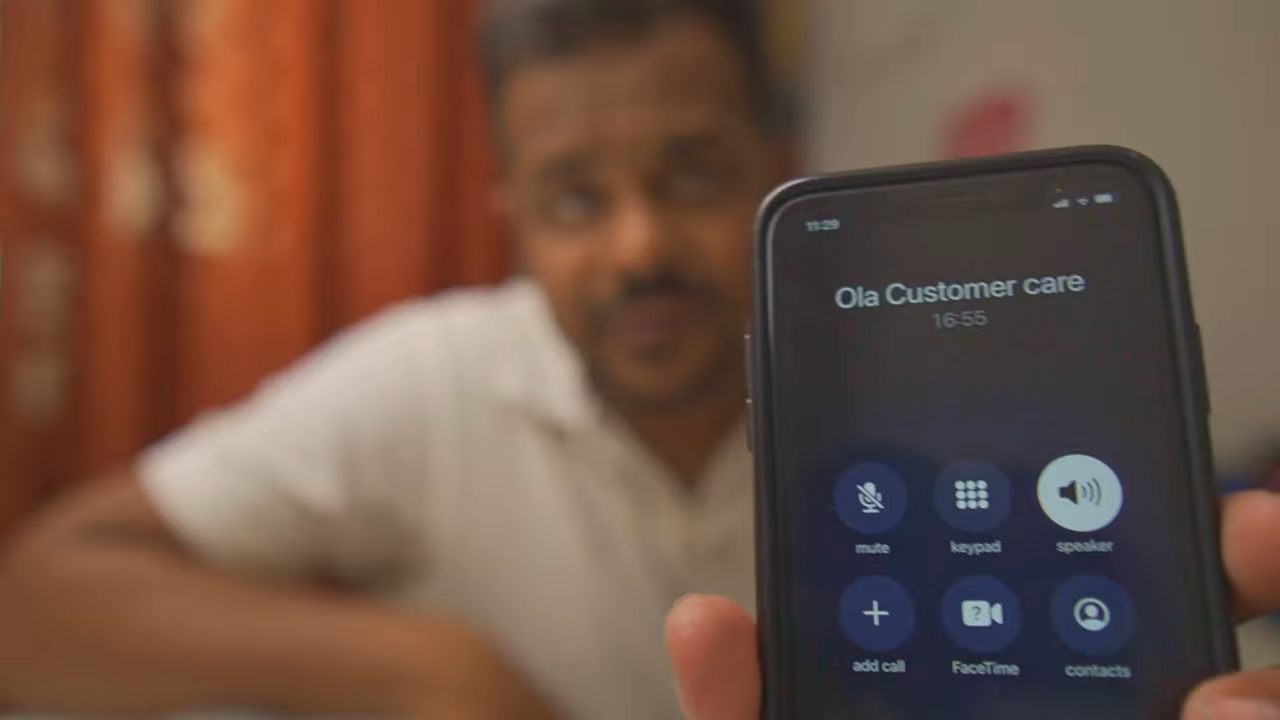 11:29
Ola Customer care
16:55
mute keypad speaker
?
add call FaceTime contacts